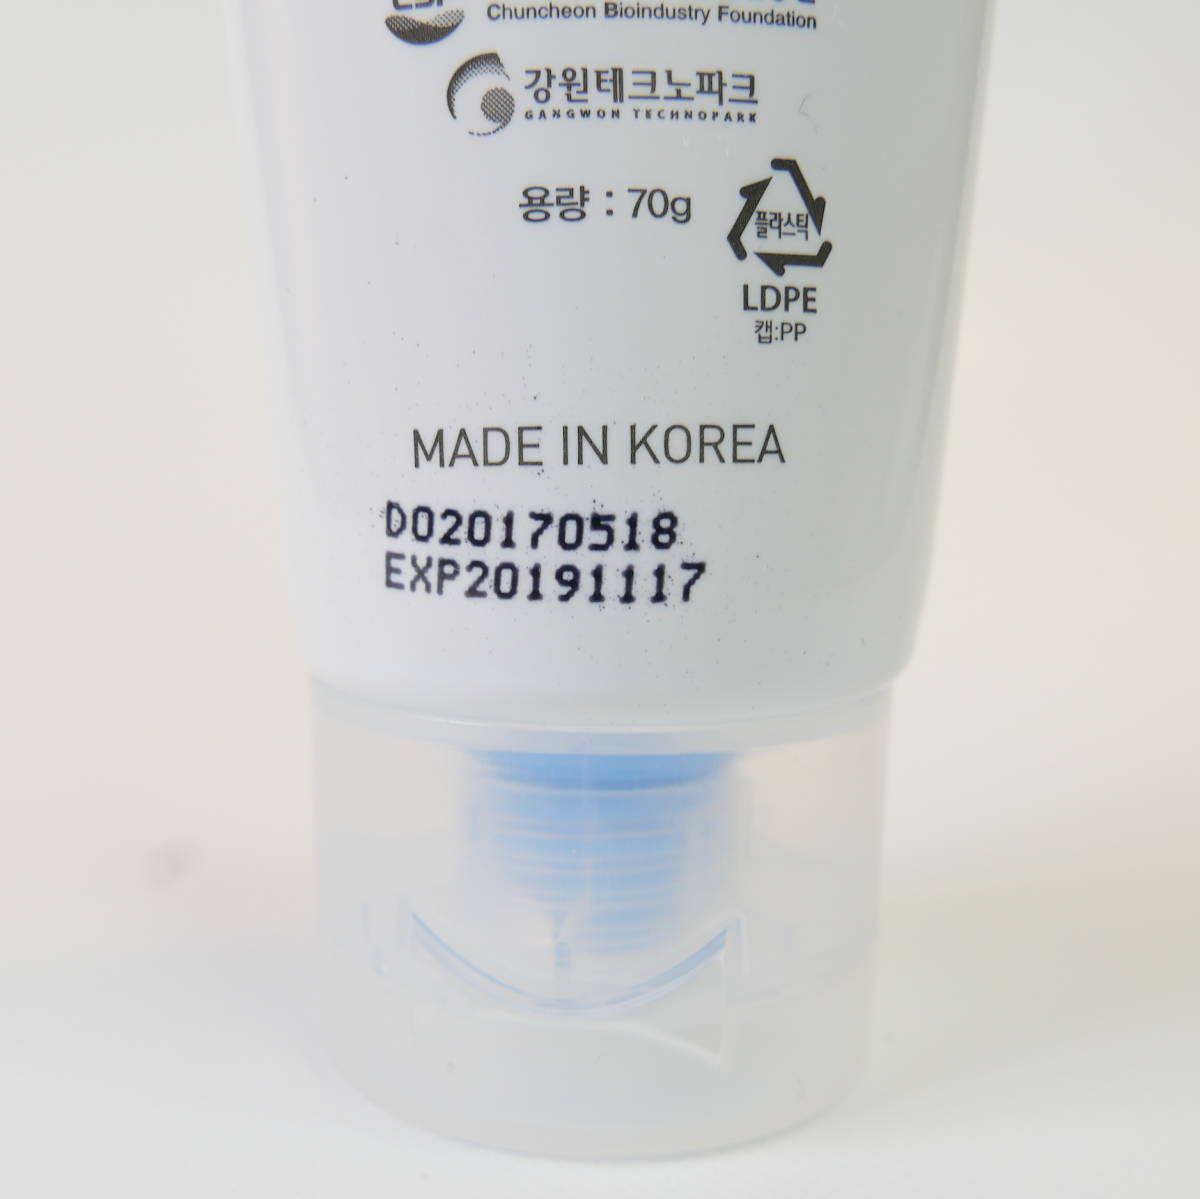 Chuncheon Bioindustry Foundation
강원테크노파크
GANGWON TECHNOPARK
용량 : 70g
플라스틱
LDPE
캡:PP
MADE IN KOREA
DO20170518
EXP20191117